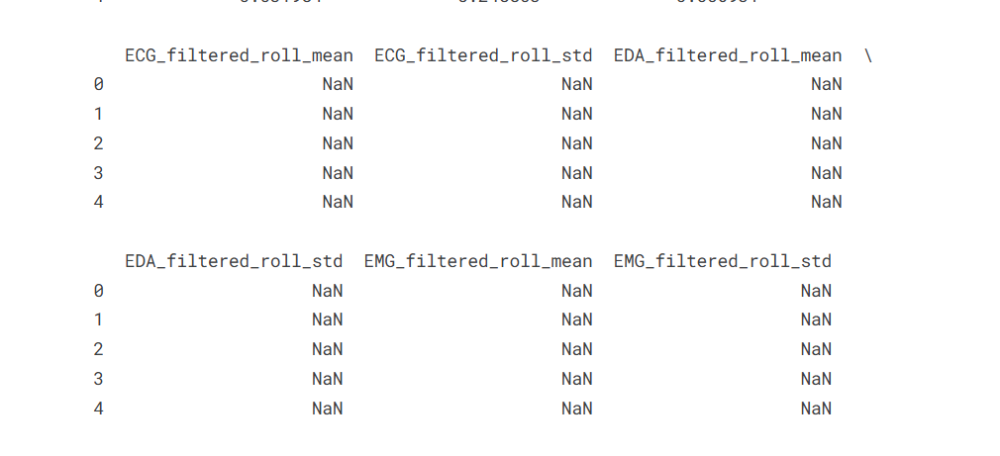 ECG_filtered_roll_mean ECG_filtered_roll_std EDA_filtered_roll_mean \
0 NaN NaN NaN
1 NaN NaN NaN
2 NaN NaN NaN
3 NaN NaN NaN
4 NaN NaN NaN
EDA_filtered_roll_std EMG_filtered_roll_mean EMG_filtered_roll_std
0 NaN NaN NaN
1 NaN NaN NaN
2 NaN NaN NaN
3 NaN NaN NaN
4 NaN NaN NaN